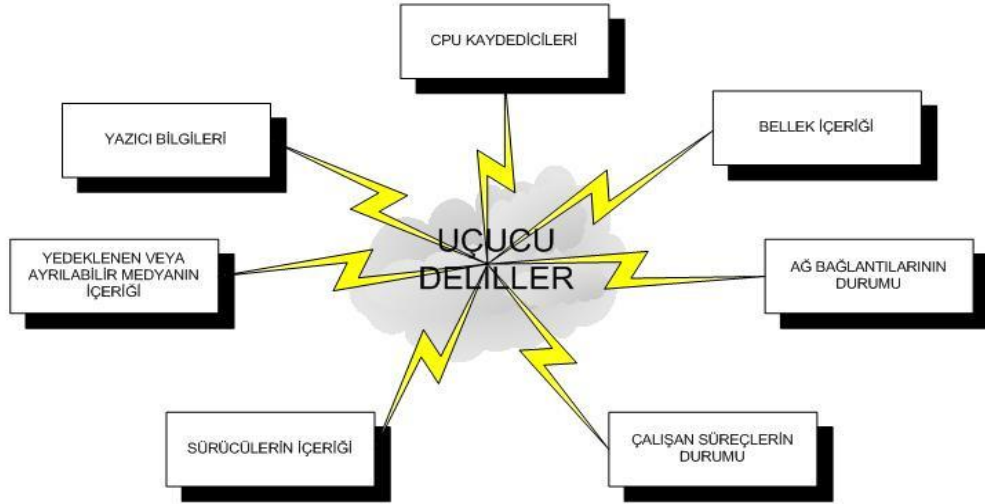 CPU KAYDEDİCİLERİ
YAZICI BİLGİLERİ
BELLEK İÇERİĞİ
UÇUCU
DELİLLER
YEDEKLENEN VEYA
AYRILABİLİR MEDYANIN
İÇERİĞİ
AĞ BAĞLANTILARININ
DURUMU
SÜRÜCÜLERİN İÇERİĞİ
ÇALIŞAN SÜREÇLERİN
DURUMU